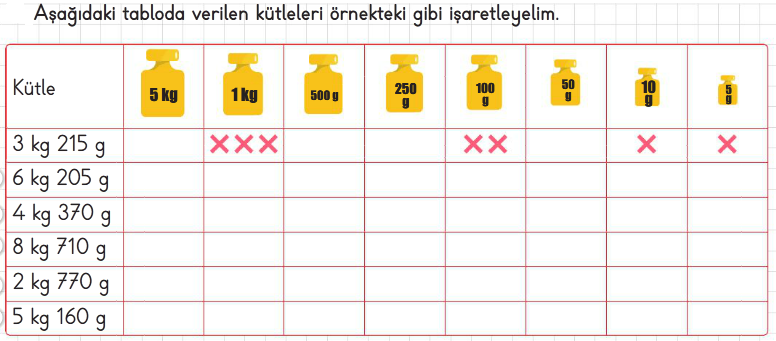 Aşağıdaki tabloda verilen kütleleri örnekteki gibi işaretleyelim.
Kütle 5 kg 1 kg 500 g 250 g 100 g 50 g 10 g 5 g
3 kg 215 g ××× ×× × ×
6 kg 205 g
4 kg 370 g
8 kg 710 g
2 kg 770 g
5 kg 160 g